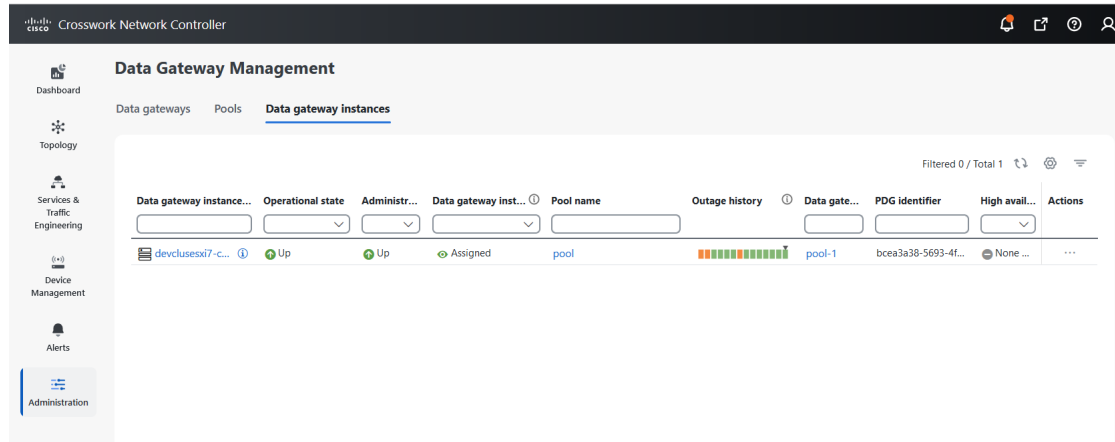 cisco Crosswork Network Controller
Dashboard
Topology
Services &
Traffic
Engineering
Device
Management
Alerts
Administration
Data Gateway Management
Data gateways Pools Data gateway instances
Filtered 0 / Total 1
Data gateway instance... Operational state Administr... Data gateway inst... Pool name Outage history Data gate... PDG identifier High avail... Actions
devclusesxi7-c... Up Up Assigned pool pool-1 bcea3a38-5693-4f... None ... ...